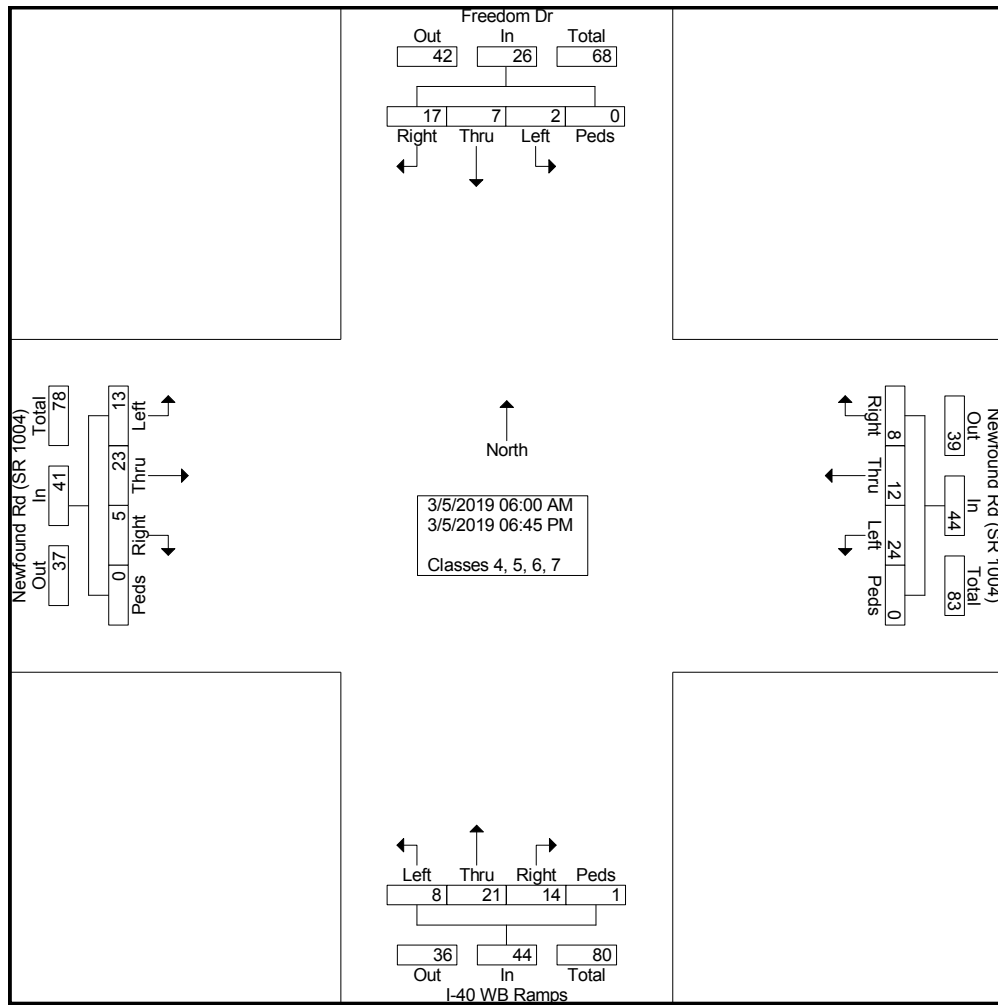 Freedom Dr
Out In Total
42 26 68
17 7 2 0
Right Thru Left Peds
Newfound Rd (SR 1004)
Total In Out
78 41 37
13 23 5 0
Left Thru Right Peds
North
3/5/2019 06:00 AM
3/5/2019 06:45 PM
Classes 4, 5, 6, 7
Right Thru Left Peds
8 12 24 0
39 44 83
Out In Total
Newfound Rd (SR 1004)
Left Thru Right Peds
8 21 14 1
36 44 80
Out In Total
I-40 WB Ramps